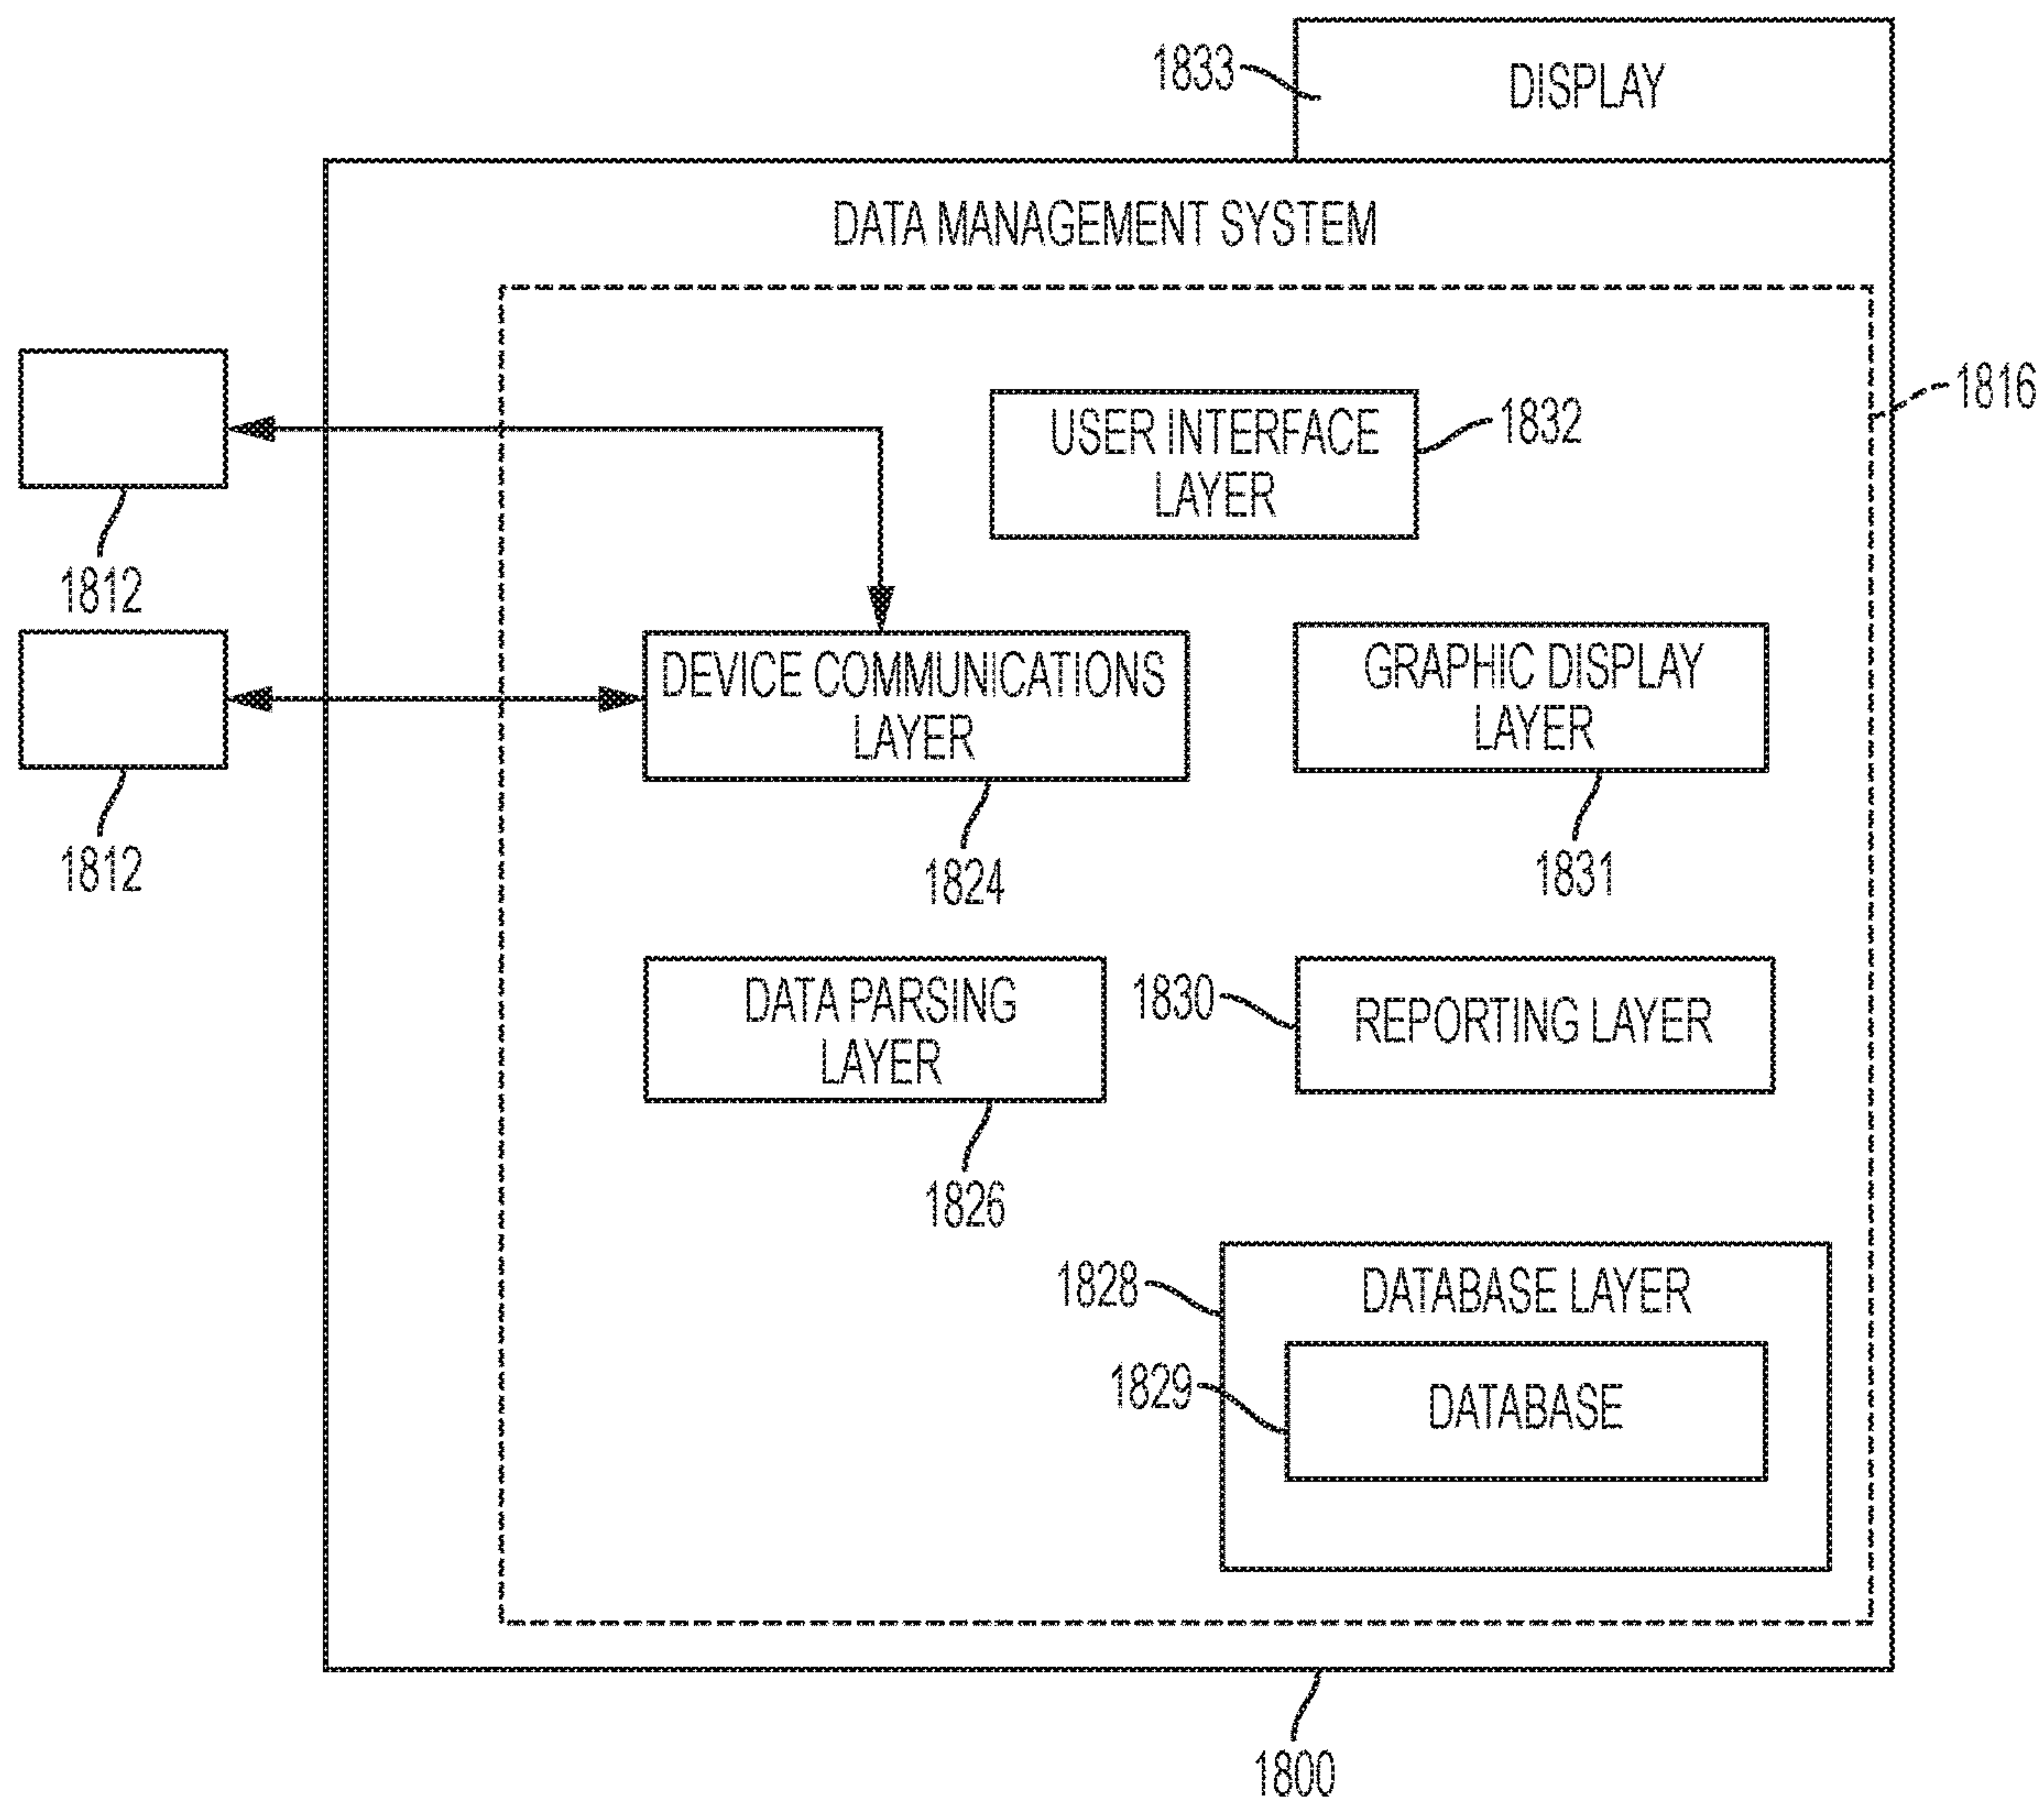 1833
DISPLAY
DATA MANAGEMENT SYSTEM
1816
USER INTERFACE
LAYER
1832
1812
DEVICE COMMUNICATIONS
LAYER
GRAPHIC DISPLAY
LAYER
1812
1824
1831
DATA PARSING
LAYER
1830
REPORTING LAYER
1826
1828
DATABASE LAYER
1829
DATABASE
1800